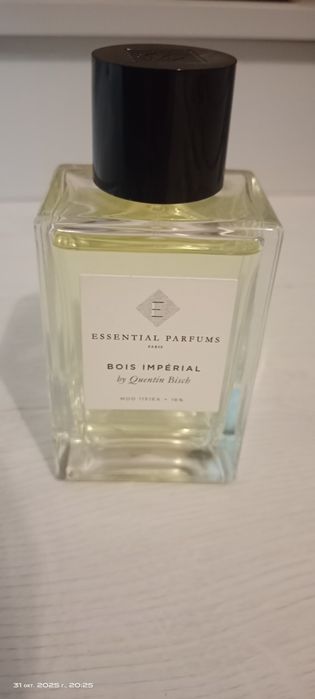 E
ESSENTIAL PARFUMS
PARIS
BOIS IMPÉRIAL
by Quentin Bisch
31 окт. 2025 г., 20:25